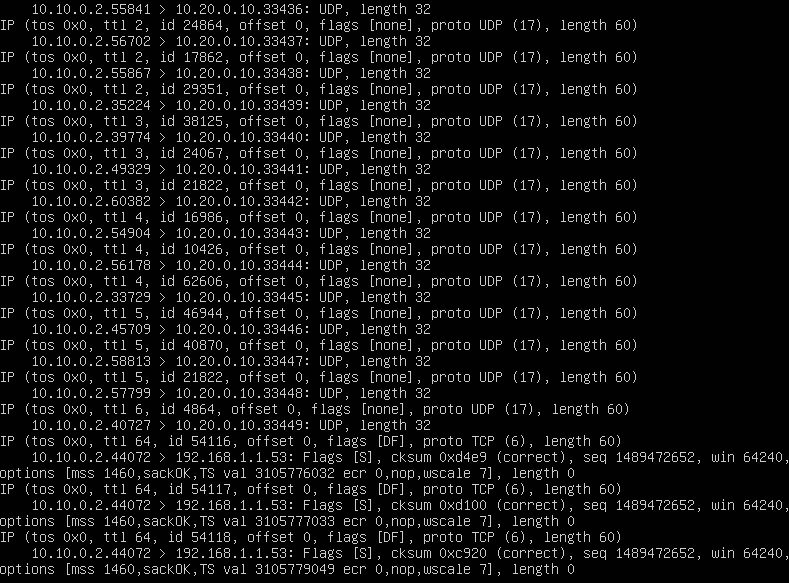 10.10.0.2.55841 > 10.20.0.10.33436: UDP, length 32
IP (tos 0x0, ttl 2, id 24864, offset 0, flags [none], proto UDP (17), length 60)
10.10.0.2.56702 > 10.20.0.10.33437: UDP, length 32
IP (tos 0x0, ttl 2, id 17862, offset 0, flags [none], proto UDP (17), length 60)
10.10.0.2.55867 > 10.20.0.10.33438: UDP, length 32
IP (tos 0x0, ttl 2, id 29351, offset 0, flags [none], proto UDP (17), length 60)
10.10.0.2.35224 > 10.20.0.10.33439: UDP, length 32
IP (tos 0x0, ttl 3, id 38125, offset 0, flags [none], proto UDP (17), length 60)
10.10.0.2.39774 > 10.20.0.10.33440: UDP, length 32
IP (tos 0x0, ttl 3, id 24067, offset 0, flags [none], proto UDP (17), length 60)
10.10.0.2.49329 > 10.20.0.10.33441: UDP, length 32
IP (tos 0x0, ttl 3, id 21822, offset 0, flags [none], proto UDP (17), length 60)
10.10.0.2.60382 > 10.20.0.10.33442: UDP, length 32
IP (tos 0x0, ttl 4, id 16986, offset 0, flags [none], proto UDP (17), length 60)
10.10.0.2.54904 > 10.20.0.10.33443: UDP, length 32
IP (tos 0x0, ttl 4, id 10426, offset 0, flags [none], proto UDP (17), length 60)
10.10.0.2.56178 > 10.20.0.10.33444: UDP, length 32
IP (tos 0x0, ttl 4, id 62606, offset 0, flags [none], proto UDP (17), length 60)
10.10.0.2.33729 > 10.20.0.10.33445: UDP, length 32
IP (tos 0x0, ttl 5, id 46944, offset 0, flags [none], proto UDP (17), length 60)
10.10.0.2.45709 > 10.20.0.10.33446: UDP, length 32
IP (tos 0x0, ttl 5, id 40870, offset 0, flags [none], proto UDP (17), length 60)
10.10.0.2.58813 > 10.20.0.10.33447: UDP, length 32
IP (tos 0x0, ttl 5, id 21822, offset 0, flags [none], proto UDP (17), length 60)
10.10.0.2.57799 > 10.20.0.10.33448: UDP, length 32
IP (tos 0x0, ttl 6, id 4864, offset 0, flags [none], proto UDP (17), length 60)
10.10.0.2.40727 > 10.20.0.10.33449: UDP, length 32
IP (tos 0x0, ttl 64, id 54116, offset 0, flags [DF], proto TCP (6), length 60)
10.10.0.2.44072 > 192.168.1.1.53: Flags [S], cksum 0xd4e9 (correct), seq 1489472652, win 64240,
options [mss 1460,sackOK,TS val 3105776032 ecr 0,nop,wscale 7], length 0
IP (tos 0x0, ttl 64, id 54117, offset 0, flags [DF], proto TCP (6), length 60)
10.10.0.2.44072 > 192.168.1.1.53: Flags [S], cksum 0xd100 (correct), seq 1489472652, win 64240,
options [mss 1460,sackOK,TS val 3105777033 ecr 0,nop,wscale 7], length 0
IP (tos 0x0, ttl 64, id 54118, offset 0, flags [DF], proto TCP (6), length 60)
10.10.0.2.44072 > 192.168.1.1.53: Flags [S], cksum 0xc920 (correct), seq 1489472652, win 64240,
options [mss 1460,sackOK,TS val 3105779049 ecr 0,nop,wscale 7], length 0